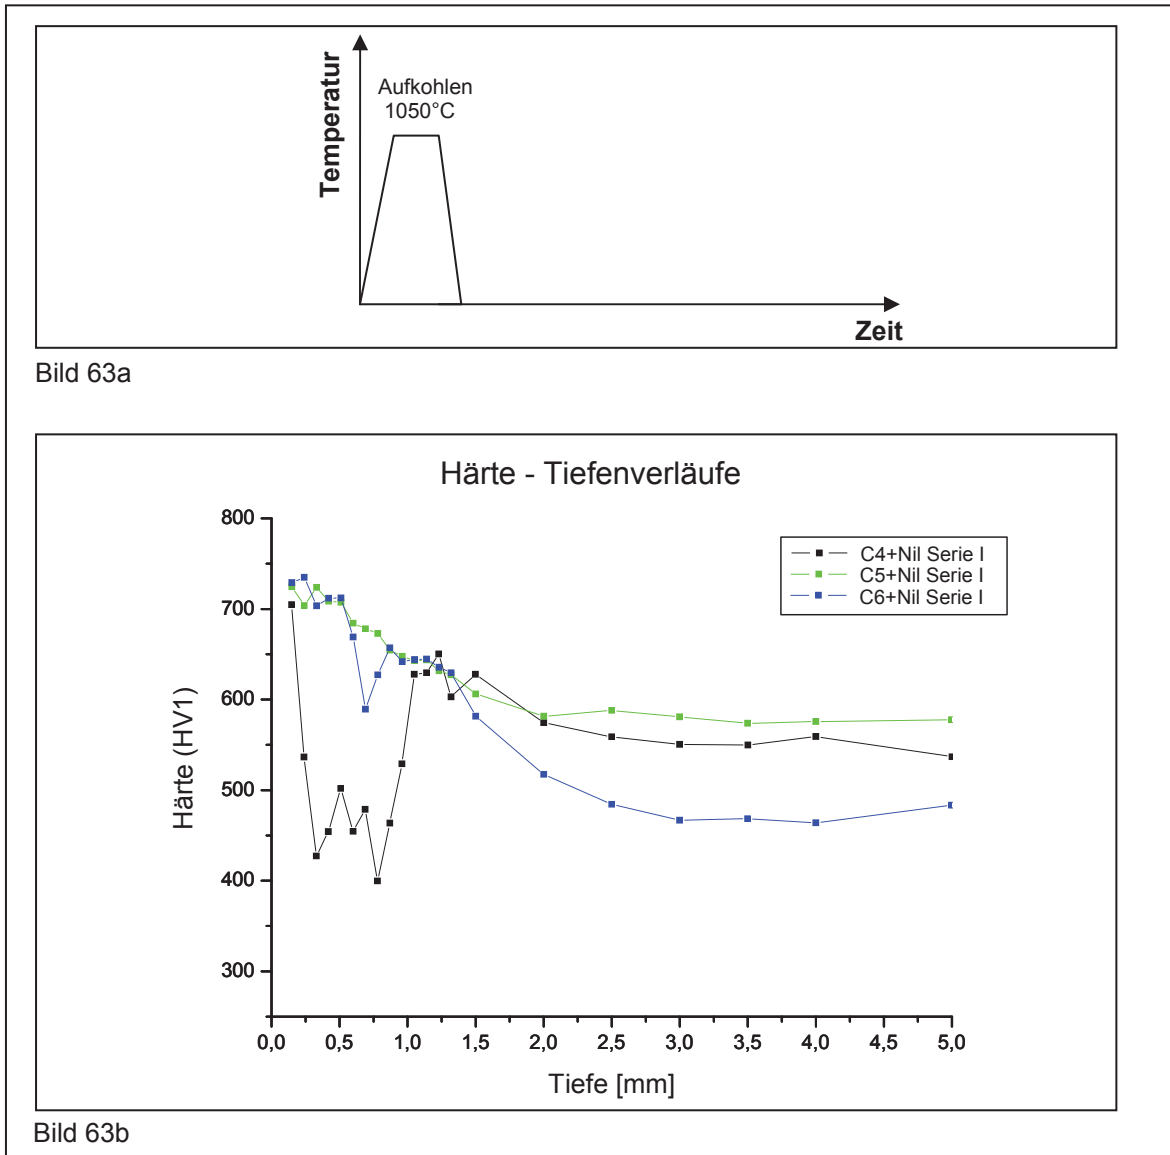 Temperatur
Aufkohlen
1050°C
Zeit
Bild 63a
Härte - Tiefenverläufe
800
700
600
500
400
300
Härte (HV1)
C4+Nil Serie I
C5+Nil Serie I
C6+Nil Serie I
0,0 0,5 1,0 1,5 2,0 2,5 3,0 3,5 4,0 4,5 5,0
Tiefe [mm]
Bild 63b